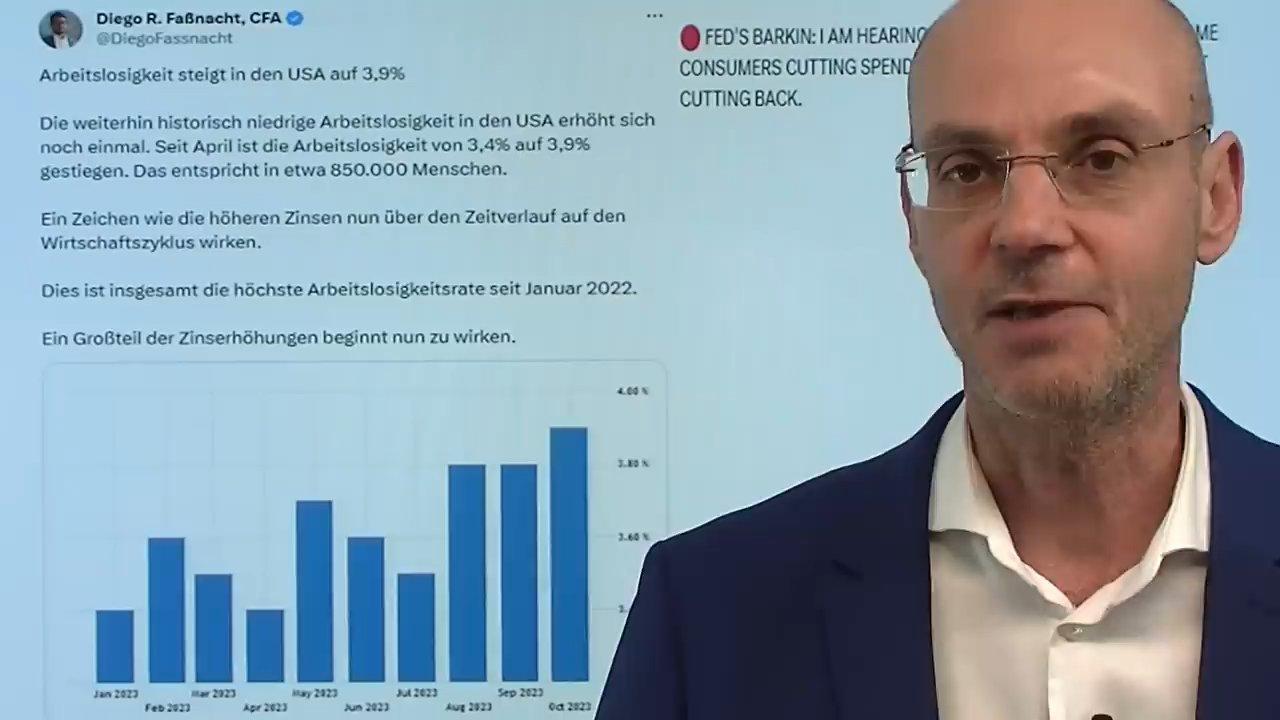 Diego R. Faßnacht, CFA
@DiegoFassnacht
...
Arbeitslosigkeit steigt in den USA auf 3,9%
Die weiterhin historisch niedrige Arbeitslosigkeit in den USA erhöht sich
noch einmal. Seit April ist die Arbeitslosigkeit von 3,4% auf 3,9%
gestiegen. Das entspricht in etwa 850.000 Menschen.
Ein Zeichen wie die höheren Zinsen nun über den Zeitverlauf auf den
Wirtschaftszyklus wirken.
Dies ist insgesamt die höchste Arbeitslosigkeitsrate seit Januar 2022.
Ein Großteil der Zinserhöhungen beginnt nun zu wirken.
4.00 %
3.80 %
3.60 %
Jan 2023
Feb 2023
Mar 2023
Apr 2023
May 2023
Jun 2023
Jul 2023
Aug 2023
Sep 2023
Oct 2023
FED'S BARKIN: I AM HEARING
CONSUMERS CUTTING
CUTTING BACK.